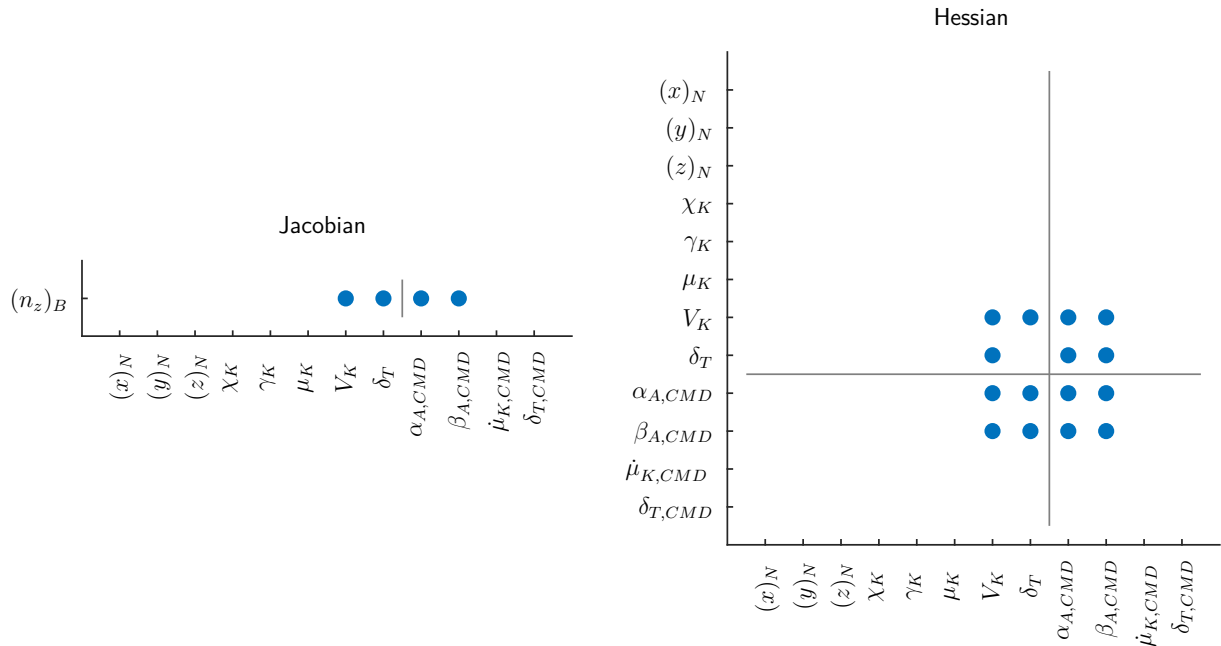 Jacobian
(n_z)_B
(x)_N
(y)_N
(z)_N
χ_K
γ_K
μ_K
V_K
δ_T
α_{A,CMD}
β_{A,CMD}
μ̇_{K,CMD}
δ_{T,CMD}
Hessian
(x)_N
(y)_N
(z)_N
χ_K
γ_K
μ_K
V_K
δ_T
α_{A,CMD}
β_{A,CMD}
μ̇_{K,CMD}
δ_{T,CMD}
(x)_N
(y)_N
(z)_N
χ_K
γ_K
μ_K
V_K
δ_T
α_{A,CMD}
β_{A,CMD}
μ̇_{K,CMD}
δ_{T,CMD}